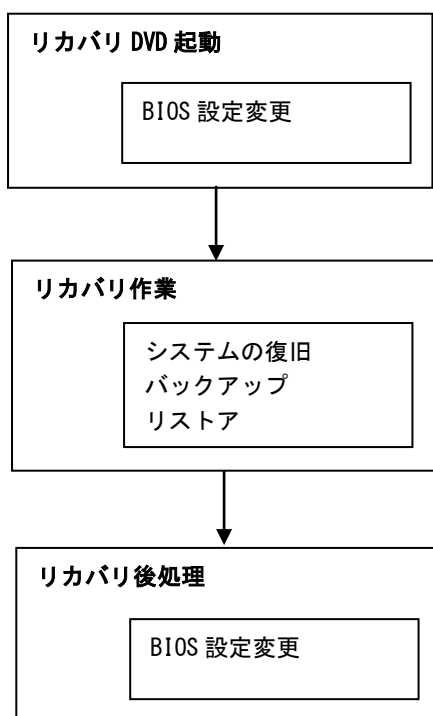 リカバリ DVD 起動
BIOS 設定変更
リカバリ作業
システムの復旧
バックアップ
リストア
リカバリ後処理
BIOS 設定変更